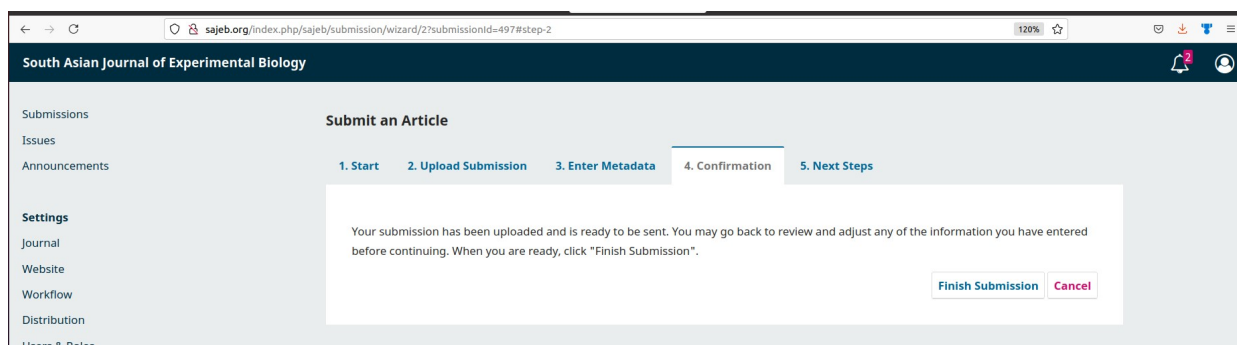 sajeb.org/index.php/sajeb/submission/wizard/2?submissionId=497#step-2
120%
South Asian Journal of Experimental Biology
2
Submissions
Issues
Announcements
Settings
Journal
Website
Workflow
Distribution
Users & Roles
Submit an Article
1. Start 2. Upload Submission 3. Enter Metadata 4. Confirmation 5. Next Steps
Your submission has been uploaded and is ready to be sent. You may go back to review and adjust any of the information you have entered
before continuing. When you are ready, click "Finish Submission".
Finish Submission Cancel